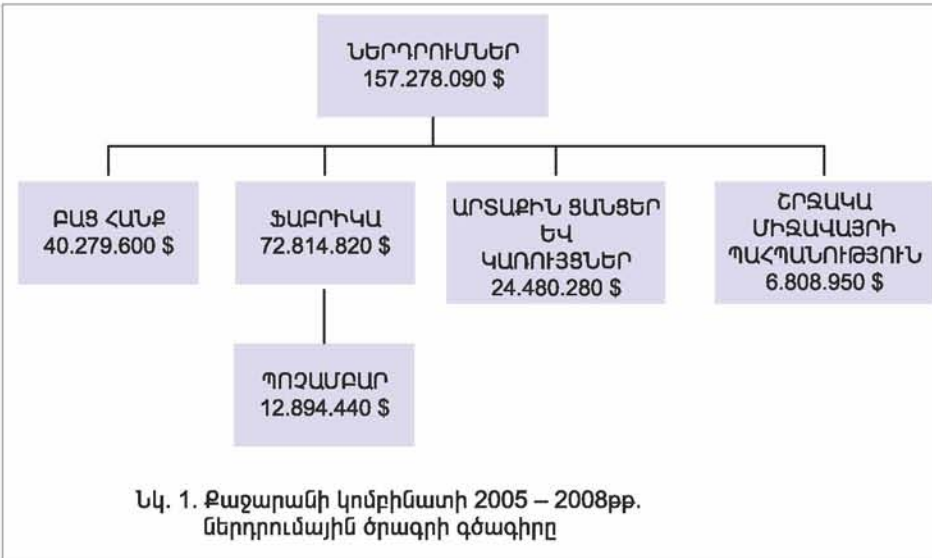 ՆԵՐԴՐՈՒՄՆԵՐ
157.278.090 $
ԲԱՑ ՀԱՆՔ
40.279.600 $
ՖԱԲՐԻԿԱ
72.814.820 $
ԱՐՏԱՔԻՆ ՑԱՆՑԵՐ
ԵՎ
ԿԱՌՈՒՅՑՆԵՐ
24.480.280 $
ՇՐՋԱԿԱ
ՄԻՋԱՎԱՅՐԻ
ՊԱՀՊԱՆՈՒԹՅՈՒՆ
6.808.950 $
ՊՈՉԱՄԲԱՐ
12.894.440 $
Նկ. 1. Քաջարանի կոմբինատի 2005 – 2008թթ.
ներդրումային ծրագրի գծագիրը